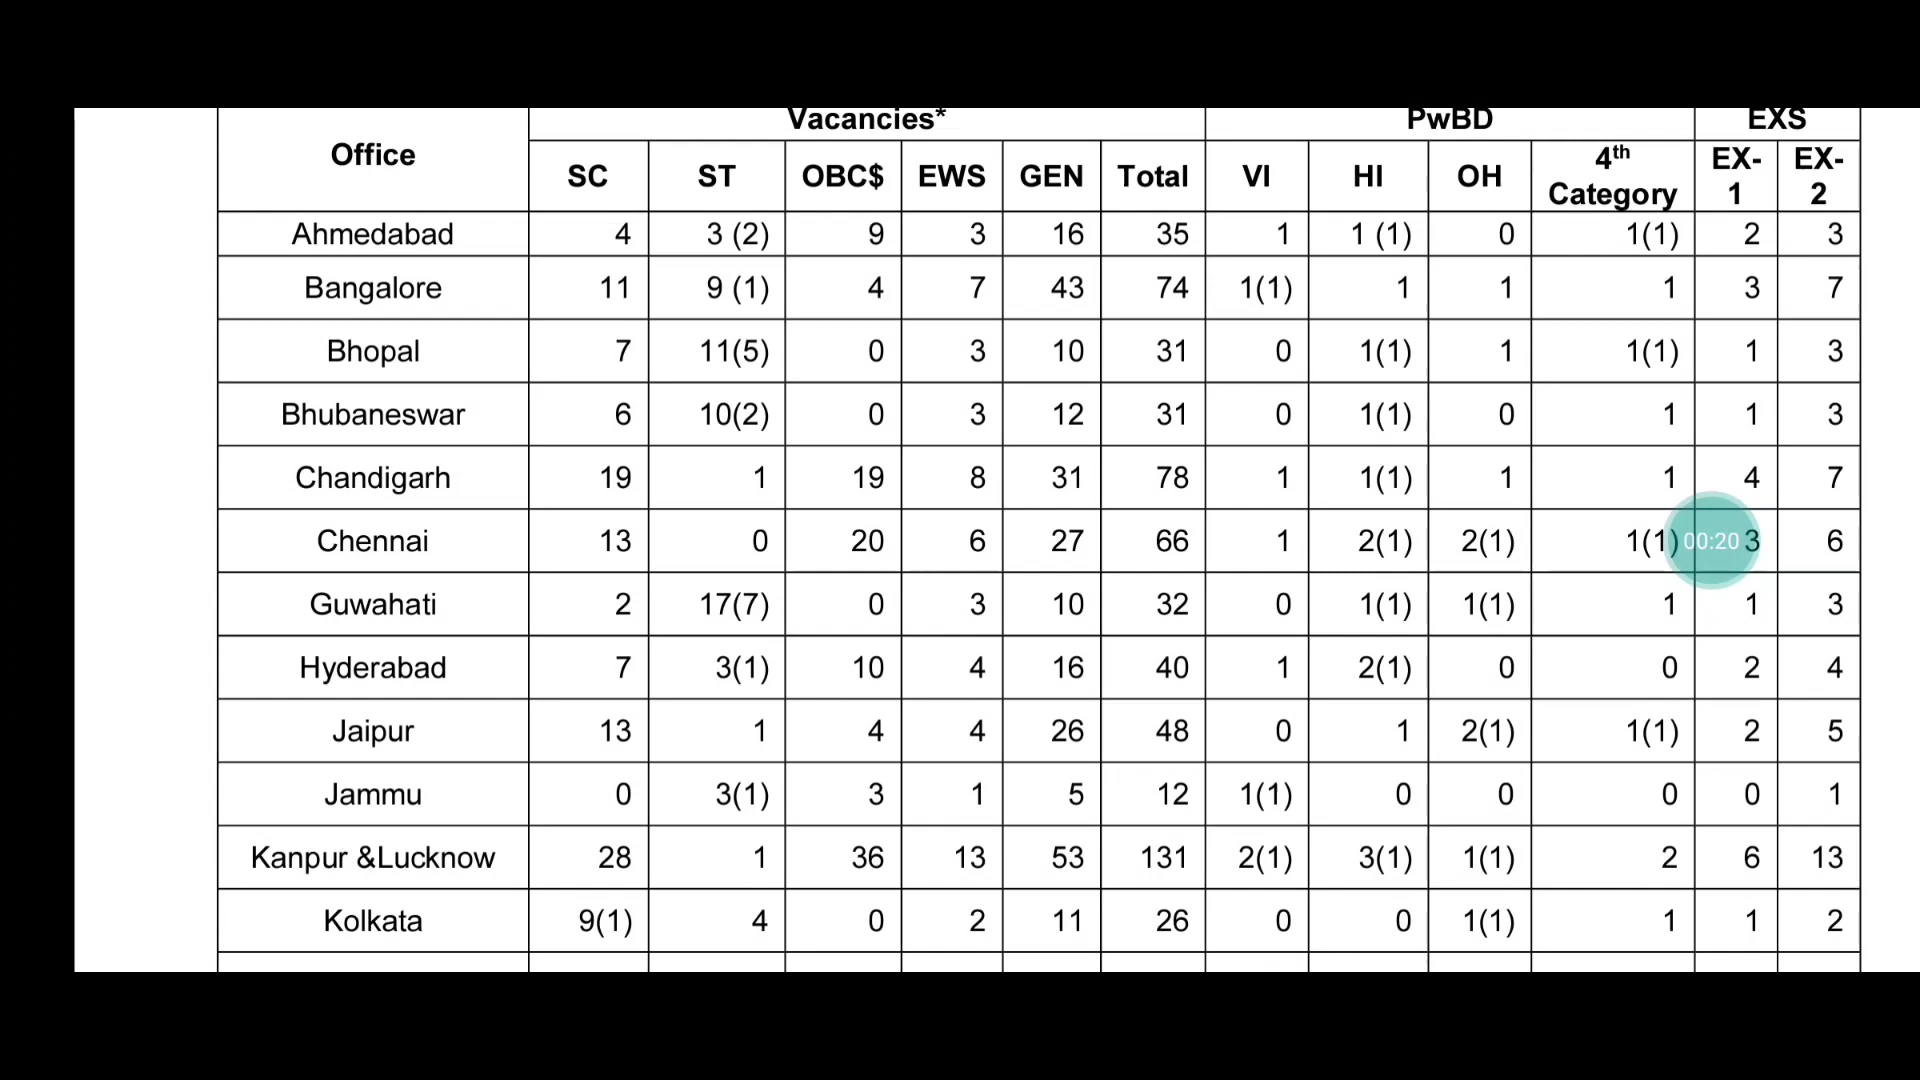 Office Vacancies* PwBD EXS
SC ST OBC$ EWS GEN Total VI HI OH 4th Category EX-1 EX-2
Ahmedabad 4 3 (2) 9 3 16 35 1 1 (1) 0 1(1) 2 3
Bangalore 11 9 (1) 4 7 43 74 1(1) 1 1 1 3 7
Bhopal 7 11(5) 0 3 10 31 0 1(1) 1 1(1) 1 3
Bhubaneswar 6 10(2) 0 3 12 31 0 1(1) 0 1 1 3
Chandigarh 19 1 19 8 31 78 1 1(1) 1 1 4 7
Chennai 13 0 20 6 27 66 1 2(1) 2(1) 1(1) 00:20 3 6
Guwahati 2 17(7) 0 3 10 32 0 1(1) 1(1) 1 1 3
Hyderabad 7 3(1) 10 4 16 40 1 2(1) 0 0 2 4
Jaipur 13 1 4 4 26 48 0 1 2(1) 1(1) 2 5
Jammu 0 3(1) 3 1 5 12 1(1) 0 0 0 0 1
Kanpur &Lucknow 28 1 36 13 53 131 2(1) 3(1) 1(1) 2 6 13
Kolkata 9(1) 4 0 2 11 26 0 0 1(1) 1 1 2